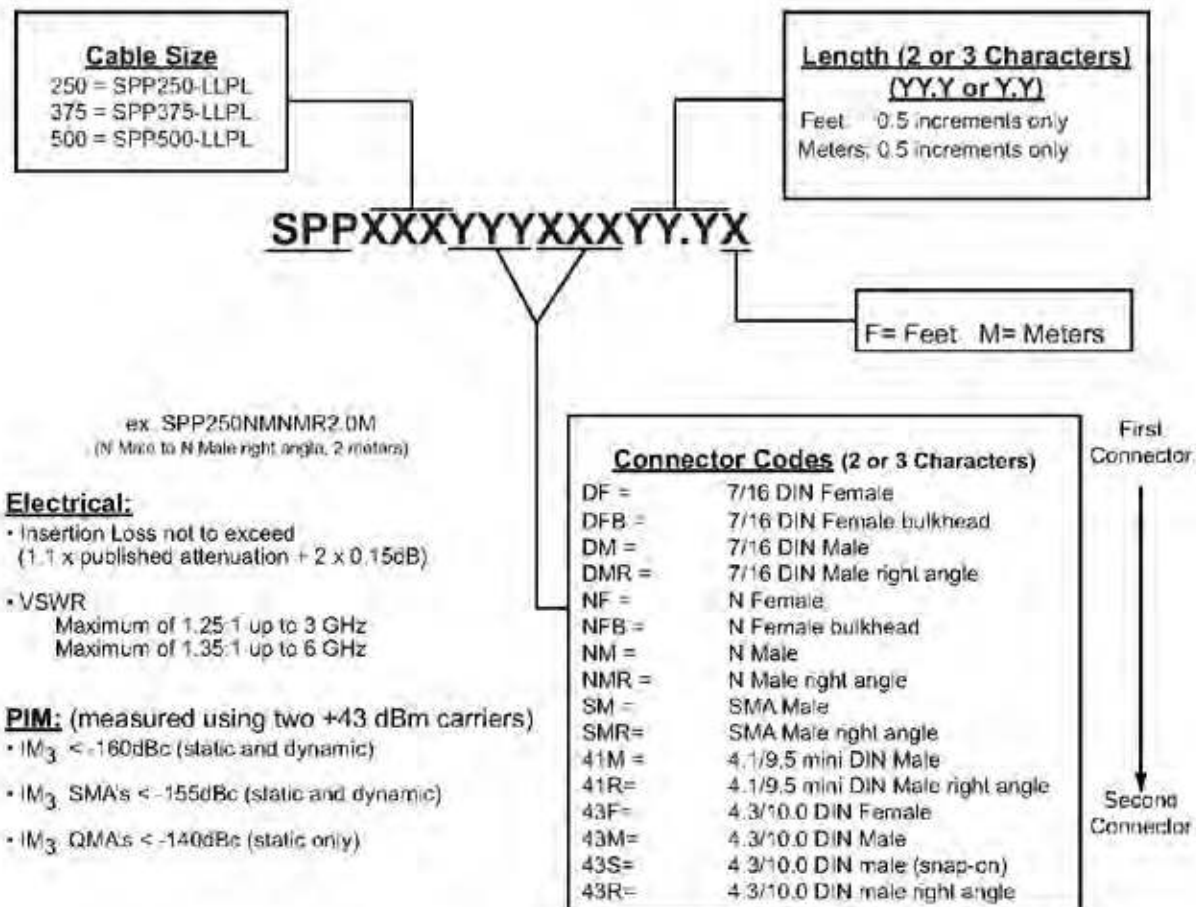 Cable Size
250 = SPP250-LLPL
375 = SPP375-LLPL
500 = SPP500-LLPL
Length (2 or 3 Characters)
(YY.Y or Y.Y)
Feet: 0.5 increments only
Meters: 0.5 increments only
SPPXXXYYYXXXYY.YX
F= Feet M= Meters
ex. SPP250NMNMR2.0M
(N Male to N Male right angle, 2 meters)
Electrical:
• Insertion Loss not to exceed
(1.1 x published attenuation + 2 x 0.15dB)
• VSWR
Maximum of 1.25:1 up to 3 GHz
Maximum of 1.35:1 up to 6 GHz
PIM: (measured using two +43 dBm carriers)
• IM3 < -160dBc (static and dynamic)
• IM3 SMA's < -155dBc (static and dynamic)
• IM3 QMA's < -140dBc (static only)
Connector Codes (2 or 3 Characters)
DF = 7/16 DIN Female
DFB = 7/16 DIN Female bulkhead
DM = 7/16 DIN Male
DMR = 7/16 DIN Male right angle
NF = N Female
NFB = N Female bulkhead
NM = N Male
NMR = N Male right angle
SM = SMA Male
SMR= SMA Male right angle
41M = 4.1/9.5 mini DIN Male
41R= 4.1/9.5 mini DIN Male right angle
43F= 4.3/10.0 DIN Female
43M= 4.3/10.0 DIN Male
43S= 4.3/10.0 DIN male (snap-on)
43R= 4.3/10.0 DIN male right angle
First
Connector
Second
Connector